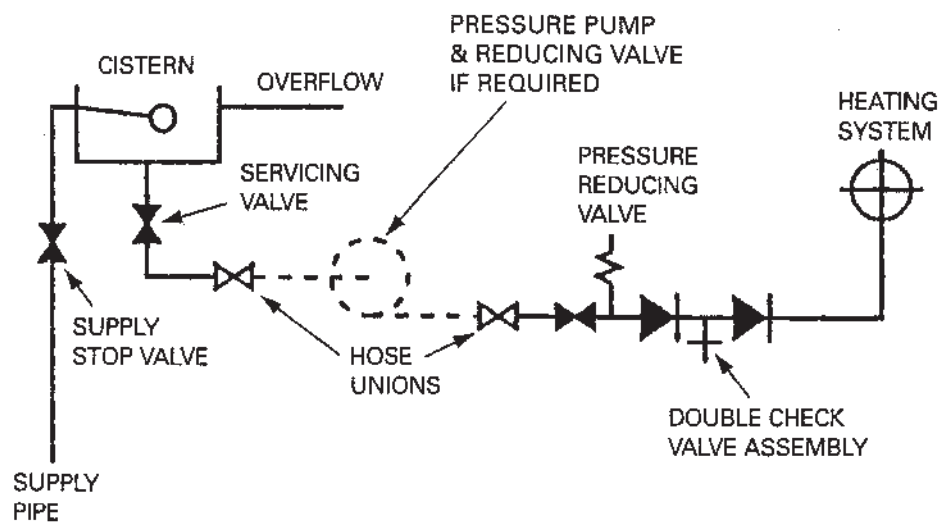 PRESSURE PUMP
& REDUCING VALVE
IF REQUIRED
CISTERN
OVERFLOW
HEATING
SYSTEM
SERVICING
VALVE
PRESSURE
REDUCING
VALVE
SUPPLY
STOP VALVE
HOSE
UNIONS
DOUBLE CHECK
VALVE ASSEMBLY
SUPPLY
PIPE